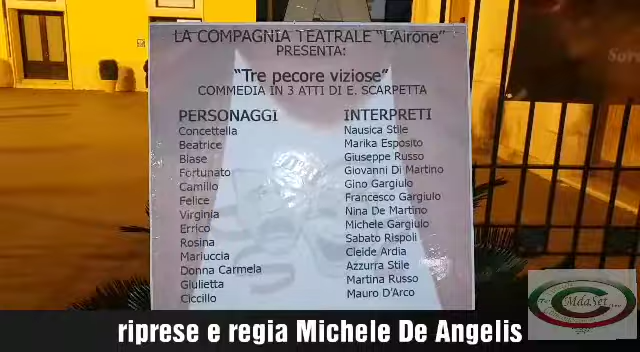 LA COMPAGNIA TEATRALE "L'Airone"
PRESENTA:
"Tre pecore viziose"
COMMEDIA IN 3 ATTI DI E. SCARPETTA
PERSONAGGI INTERPRETI
Concettella Nausica Stile
Beatrice Marika Esposito
Biase Giuseppe Russo
Fortunato Giovanni Di Martino
Camillo Gino Gargiulo
Felice Francesco Gargiulo
Virginia Nina De Martino
Errico Michele Gargiulo
Rosina Sabato Rispoli
Mariuccia Cleide Ardia
Donna Carmela Azzurra Stile
Giulietta Martina Russo
Ciccillo Mauro D'Arco
MdaSet
riprese e regia Michele De Angelis